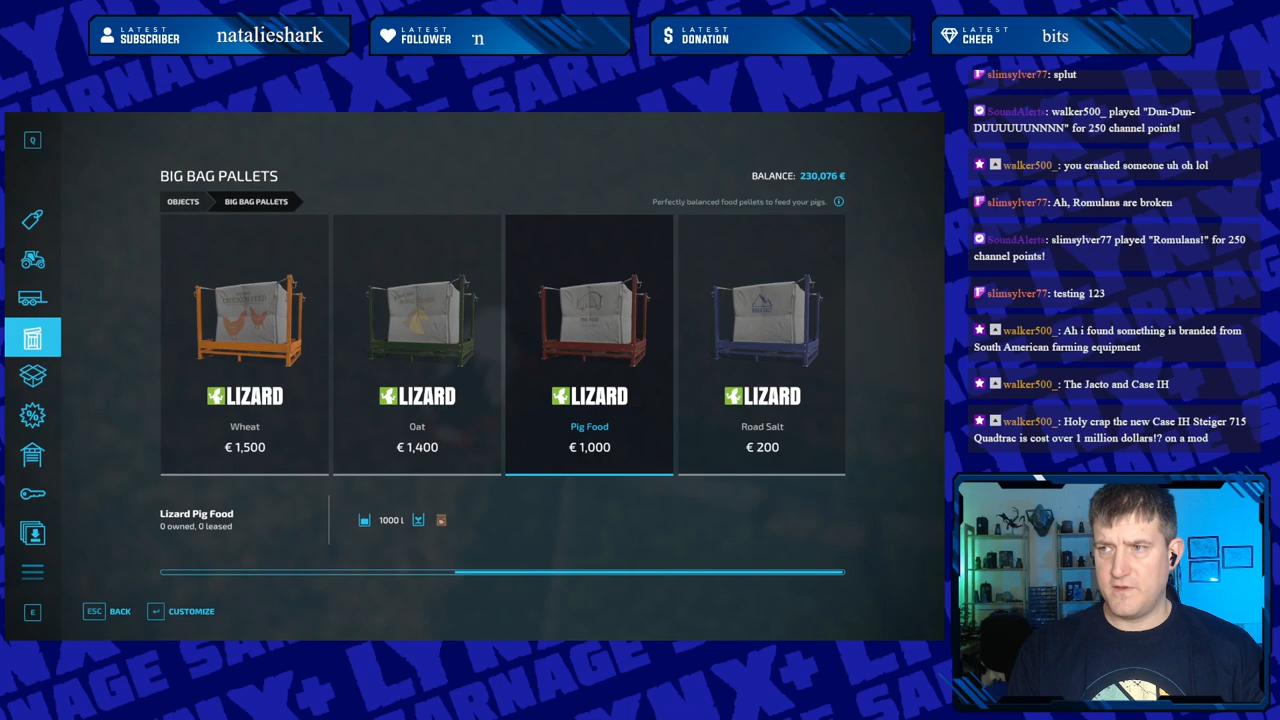 LATEST
SUBSCRIBER
natalieshark
LATEST
FOLLOWER
n
LATEST
DONATION
LATEST
CHEER
bits
Q
BIG BAG PALLETS
BALANCE: 230,076 €
OBJECTS
BIG BAG PALLETS
Perfectly balanced food pellets to feed your pigs.
CHICKEN FEED
LIZARD
Wheat
€ 1,500
LIZARD
Oat
€ 1,400
LIZARD
Pig Food
€ 1,000
ROAD SALT
LIZARD
Road Salt
€ 200
Lizard Pig Food
0 owned, 0 leased
1000 l
E
ESC BACK
CUSTOMIZE
slimsylver77: splut
SoundAlerts: walker500_ played "Dun-Dun-
DUUUUUUNNNN" for 250 channel points!
walker500_: you crashed someone uh oh lol
slimsylver77: Ah, Romulans are broken
SoundAlerts: slimsylver77 played "Romulans!" for 250
channel points!
slimsylver77: testing 123
walker500_: Ah i found something is branded from
South American farming equipment
walker500_: The Jacto and Case IH
walker500_: Holy crap the new Case IH Steiger 715
Quadtrac is cost over 1 million dollars!? on a mod
LYNX+
SARNAGE